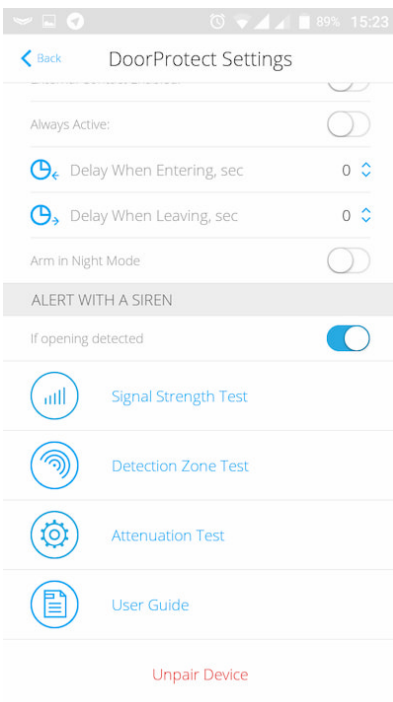 89% 15:23
Back DoorProtect Settings
Always Active:
Delay When Entering, sec 0
Delay When Leaving, sec 0
Arm in Night Mode
ALERT WITH A SIREN
If opening detected
Signal Strength Test
Detection Zone Test
Attenuation Test
User Guide
Unpair Device